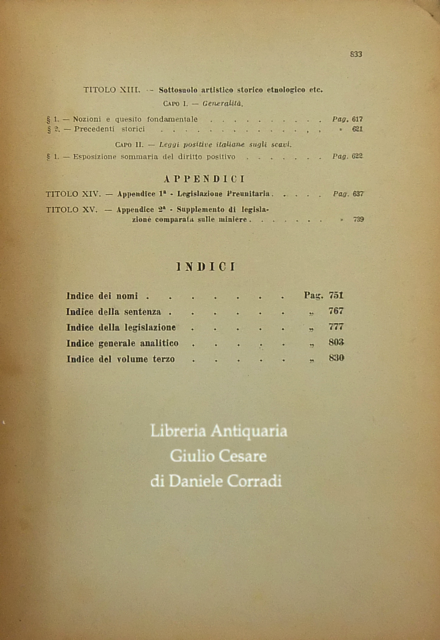 833
TITOLO XIII. — Sottosuolo artistico storico etnologico etc.
CAPO I. — Generalità.
§ 1. — Nozioni e quesito fondamentale . . . . . . . . . Pag. 617
§ 2. — Precedenti storici . . . . . . . . . . . . » 621
CAPO II. — Leggi positive italiane sugli scavi.
§ 1. — Esposizione sommaria del diritto positivo . . . . . . Pag. 622
APPENDICI
TITOLO XIV. — Appendice 1ª - Legislazione Preunitaria . . . . . Pag. 637
TITOLO XV. — Appendice 2ª - Supplemento di legisla-
zione comparata sulle miniere . . . . . . . » 739
INDICI
Indice dei nomi . . . . . . . Pag. 751
Indice della sentenza . . . . . . „ 767
Indice della legislazione . . . . . „ 777
Indice generale analitico . . . . . „ 803
Indice del volume terzo . . . . . „ 830
Libreria Antiquaria
Giulio Cesare
di Daniele Corradi